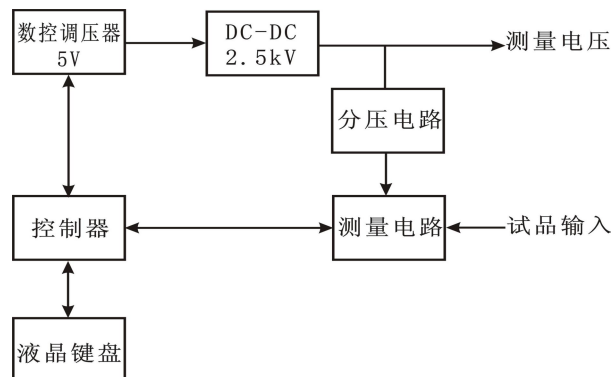 数控调压器
5V
DC-DC
2.5kV
测量电压
分压电路
控制器
测量电路
试品输入
液晶键盘